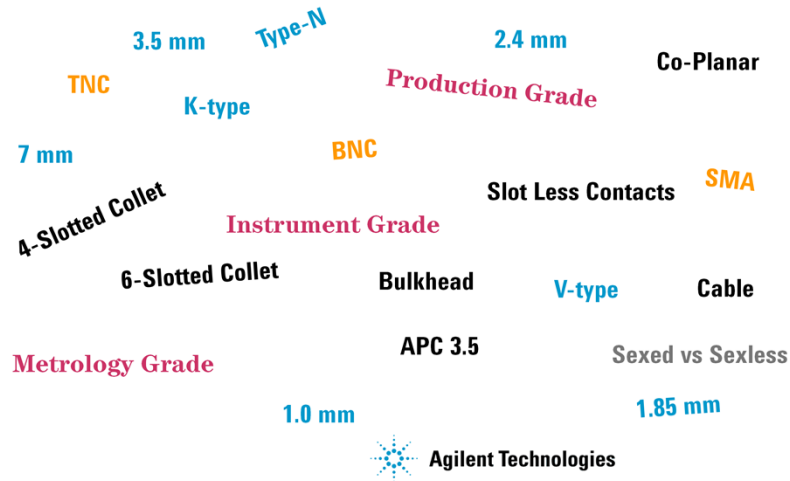 Type-N
3.5 mm
2.4 mm
Co-Planar
TNC
Production Grade
K-type
7 mm
BNC
SMA
Slot Less Contacts
4-Slotted Collet
Instrument Grade
6-Slotted Collet
Bulkhead
V-type
Cable
APC 3.5
Sexed vs Sexless
Metrology Grade
1.0 mm
1.85 mm
Agilent Technologies